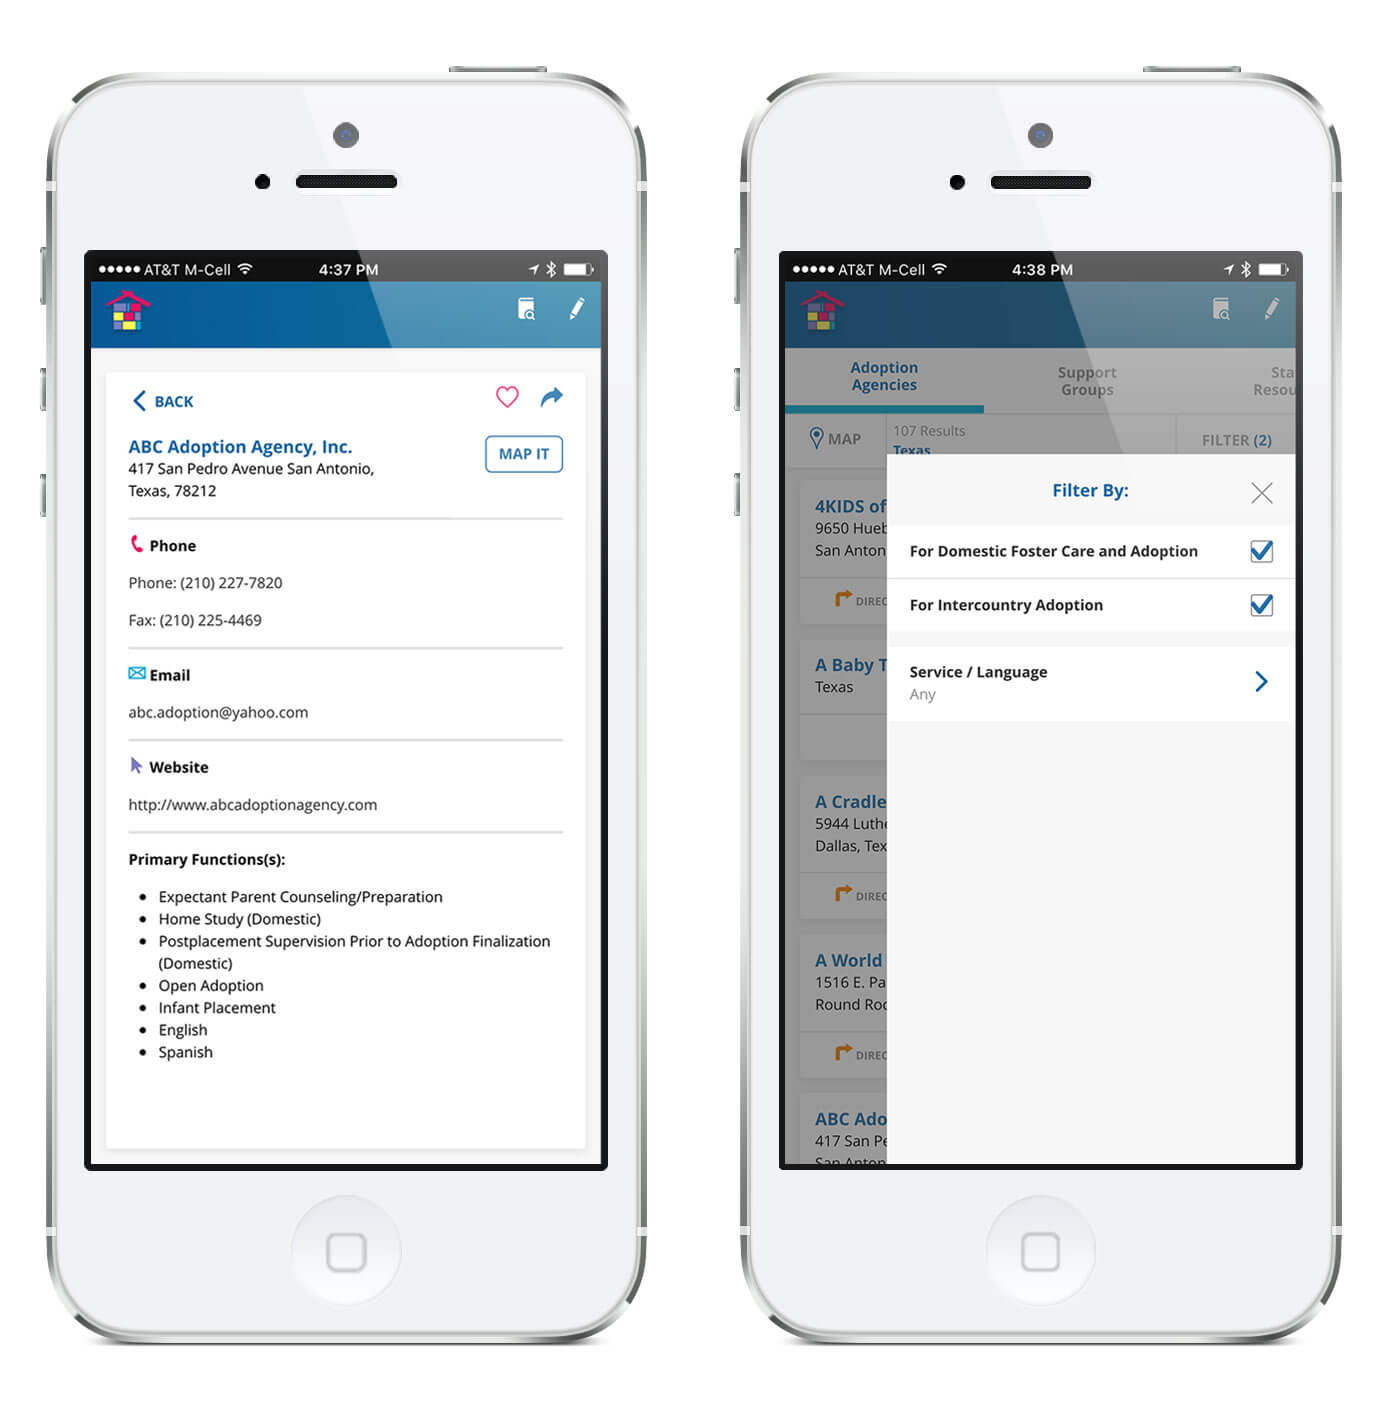 AT&T M-Cell
4:37 PM
BACK
ABC Adoption Agency, Inc.
MAP IT
417 San Pedro Avenue San Antonio,
Texas, 78212
Phone
Phone: (210) 227-7820
Fax: (210) 225-4469
Email
abc.adoption@yahoo.com
Website
http://www.abcadoptionagency.com
Primary Functions(s):
Expectant Parent Counseling/Preparation
Home Study (Domestic)
Postplacement Supervision Prior to Adoption Finalization
(Domestic)
Open Adoption
Infant Placement
English
Spanish
AT&T M-Cell
4:38 PM
Adoption
Agencies
Support
Groups
Sta
Resou
MAP
107 Results
Texas
FILTER (2)
Filter By:
For Domestic Foster Care and Adoption
For Intercountry Adoption
Service / Language
Any
4KIDS of
9650 Hueb
San Anton
DIREC
A Baby T
Texas
A Cradle
5944 Luthe
Dallas, Tex
DIREC
A World
1516 E. Pa
Round Roc
DIREC
ABC Ado
417 San Pe
San Anton